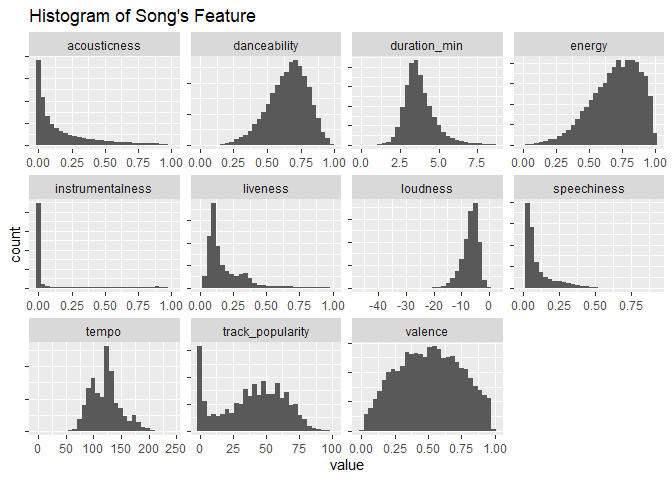 Histogram of Song's Feature
acousticness danceability duration_min energy
0.00 0.25 0.50 0.75 1.00 0.00 0.25 0.50 0.75 1.00 2.5 5.0 7.5 0.00 0.25 0.50 0.75 1.00
instrumentalness liveness loudness speechiness
0.00 0.25 0.50 0.75 1.00 0.00 0.25 0.50 0.75 1.00 -40 -30 -20 -10 0 0.00 0.25 0.50 0.75
count
tempo track_popularity valence
0 50 100 150 200 250 0 25 50 75 100 0.00 0.25 0.50 0.75 1.00
value